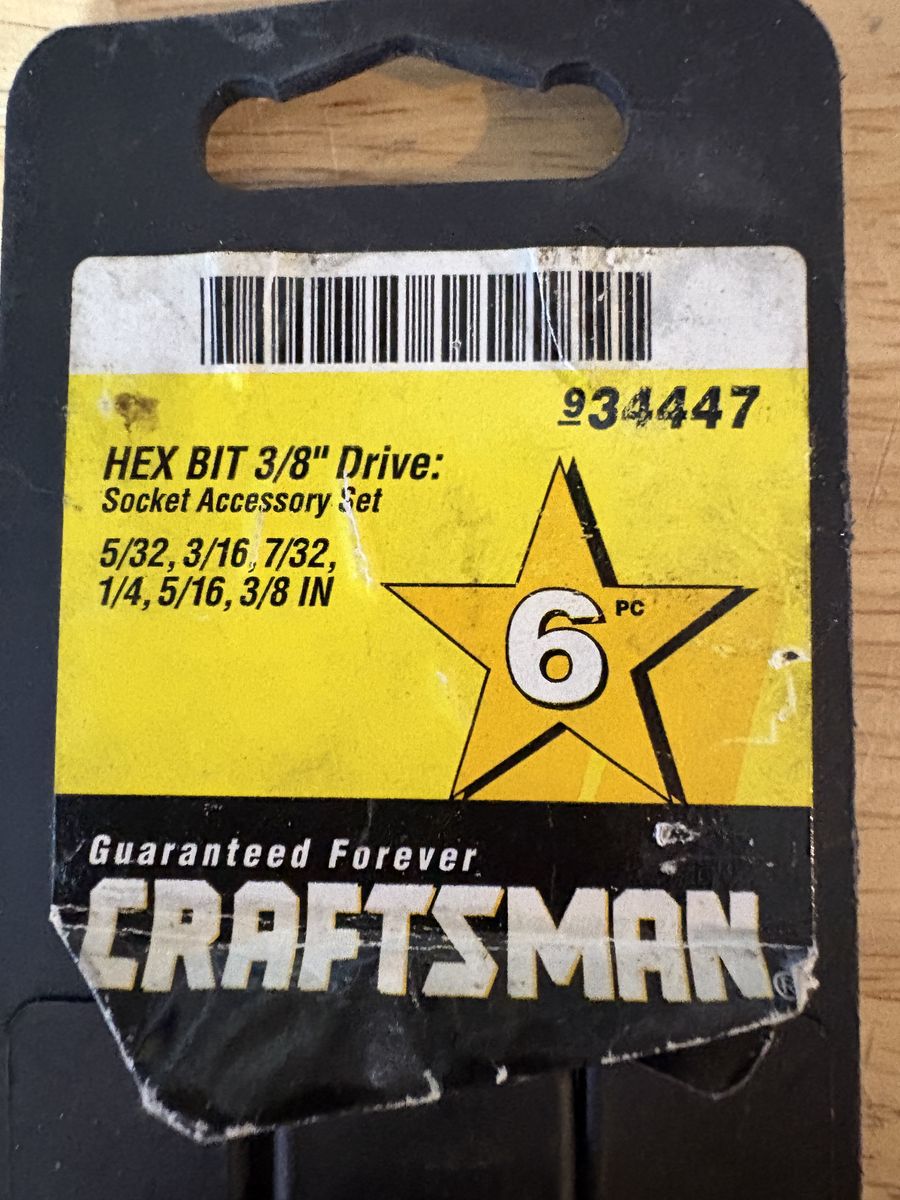 934447
HEX BIT 3/8" Drive:
Socket Accessory Set
5/32, 3/16, 7/32,
1/4, 5/16, 3/8 IN
6 PC
Guaranteed Forever
CRAFTSMAN®